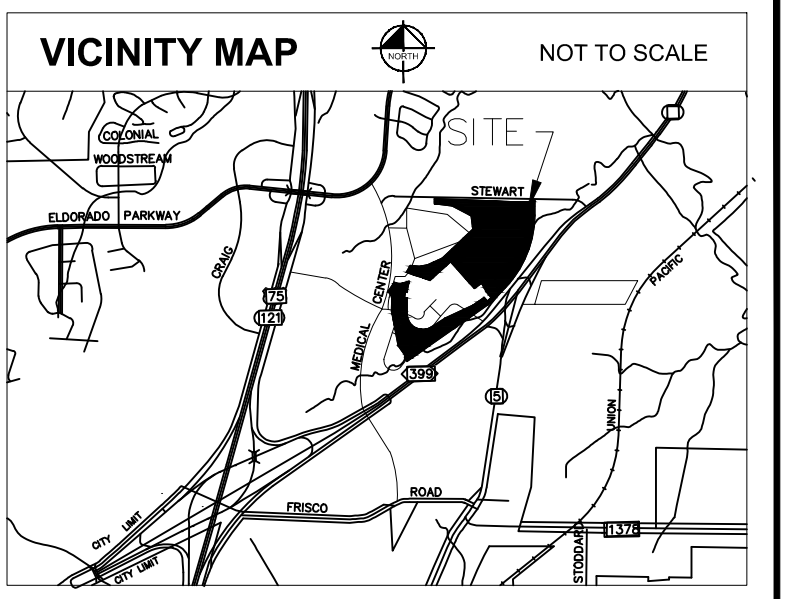 VICINITY MAP
NORTH
NOT TO SCALE
COLONIAL
WOODSTREAM
SITE
STEWART
ELDORADO PARKWAY
CRAIG
MEDICAL CENTER
PACIFIC
75
121
399
5
UNION
FRISCO ROAD
CITY LIMIT
CITY LIMIT
STODDARD
1378